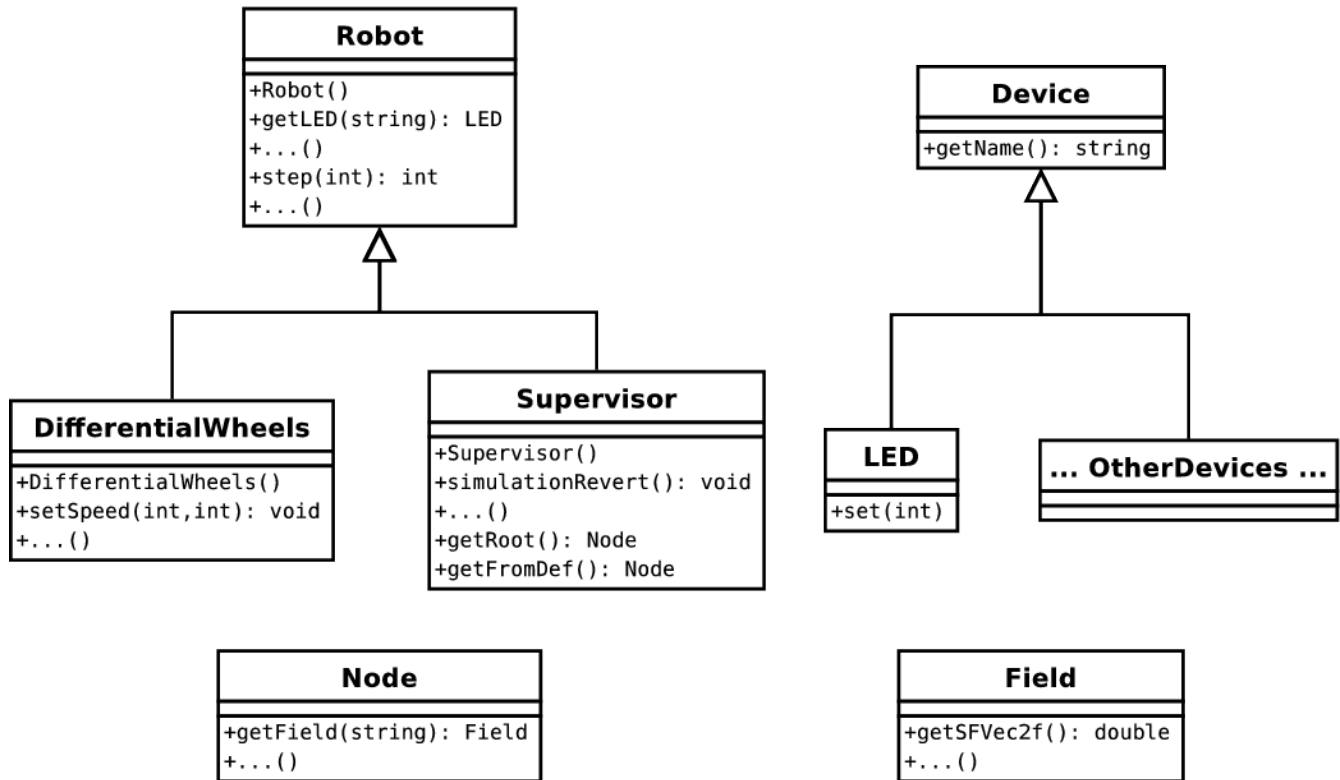 Robot
+Robot()
+getLED(string): LED
+...()
+step(int): int
+...()
Device
+getName(): string
DifferentialWheels
+DifferentialWheels()
+setSpeed(int,int): void
+...()
Supervisor
+Supervisor()
+simulationRevert(): void
+...()
+getRoot(): Node
+getFromDef(): Node
LED
+set(int)
... OtherDevices ...
Node
+getField(string): Field
+...()
Field
+getSFVec2f(): double
+...()